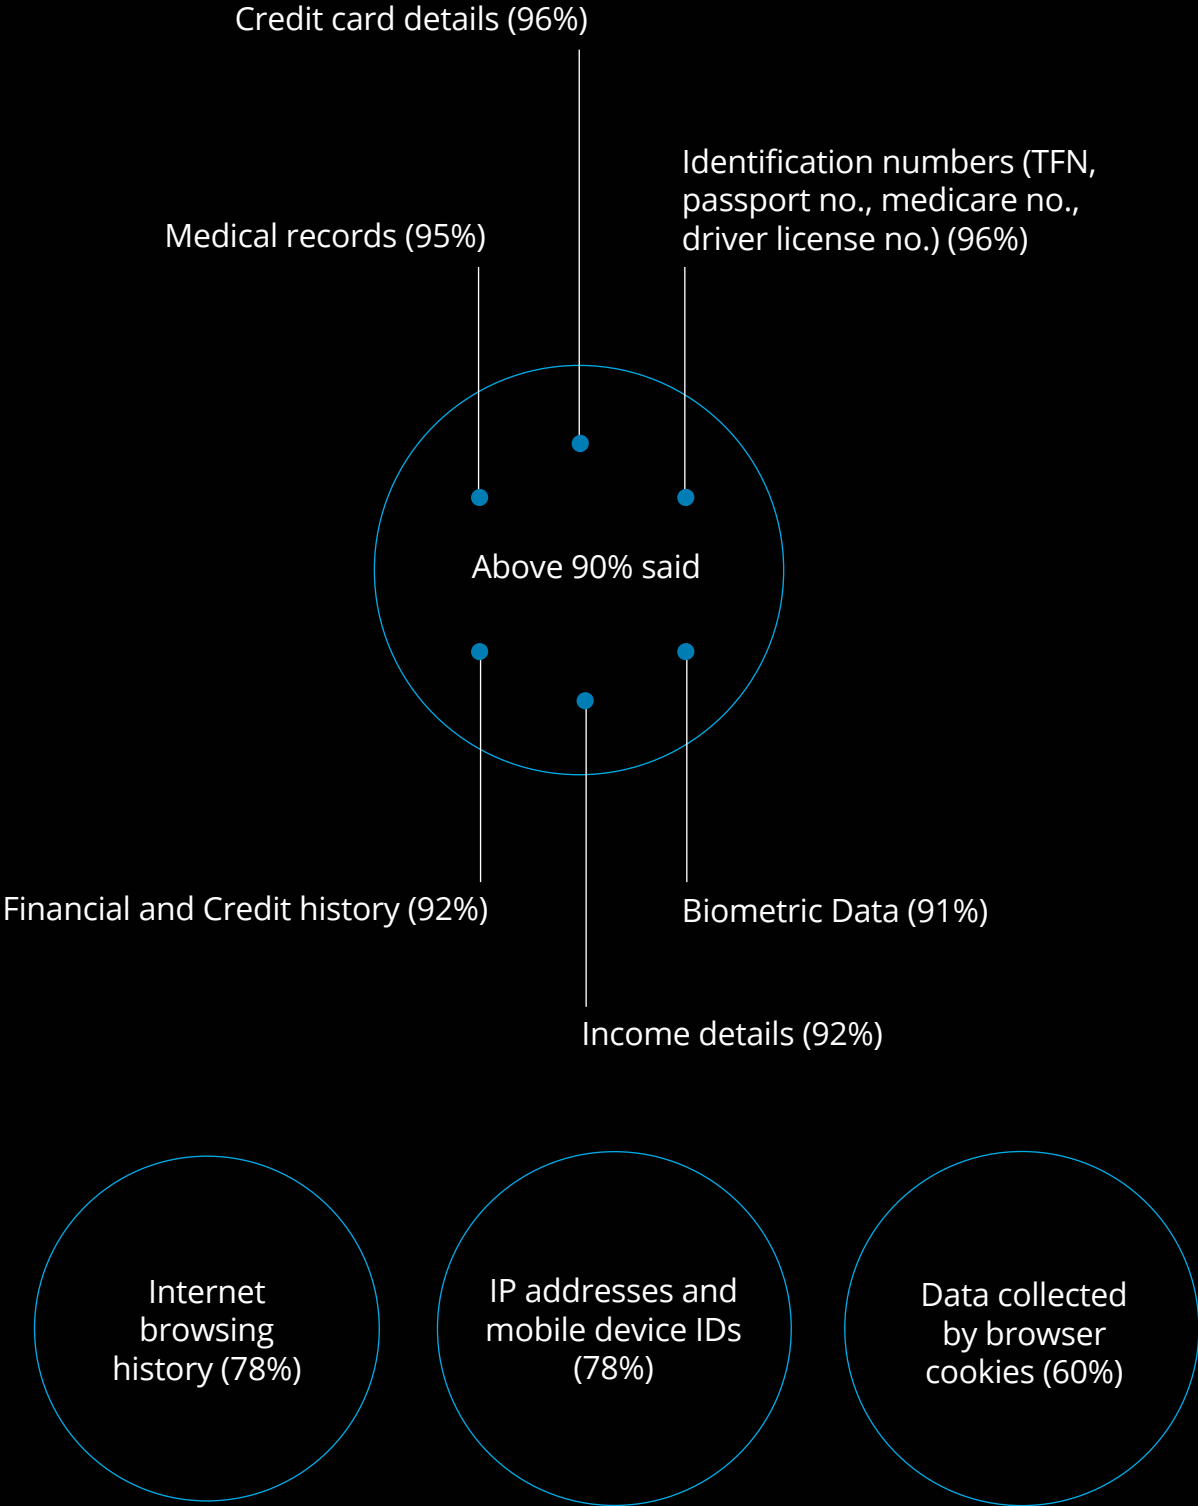 Credit card details (96%)
Identification numbers (TFN,
passport no., medicare no.,
driver license no.) (96%)
Medical records (95%)
Above 90% said
Financial and Credit history (92%)
Biometric Data (91%)
Income details (92%)
Internet
browsing
history (78%)
IP addresses and
mobile device IDs
(78%)
Data collected
by browser
cookies (60%)